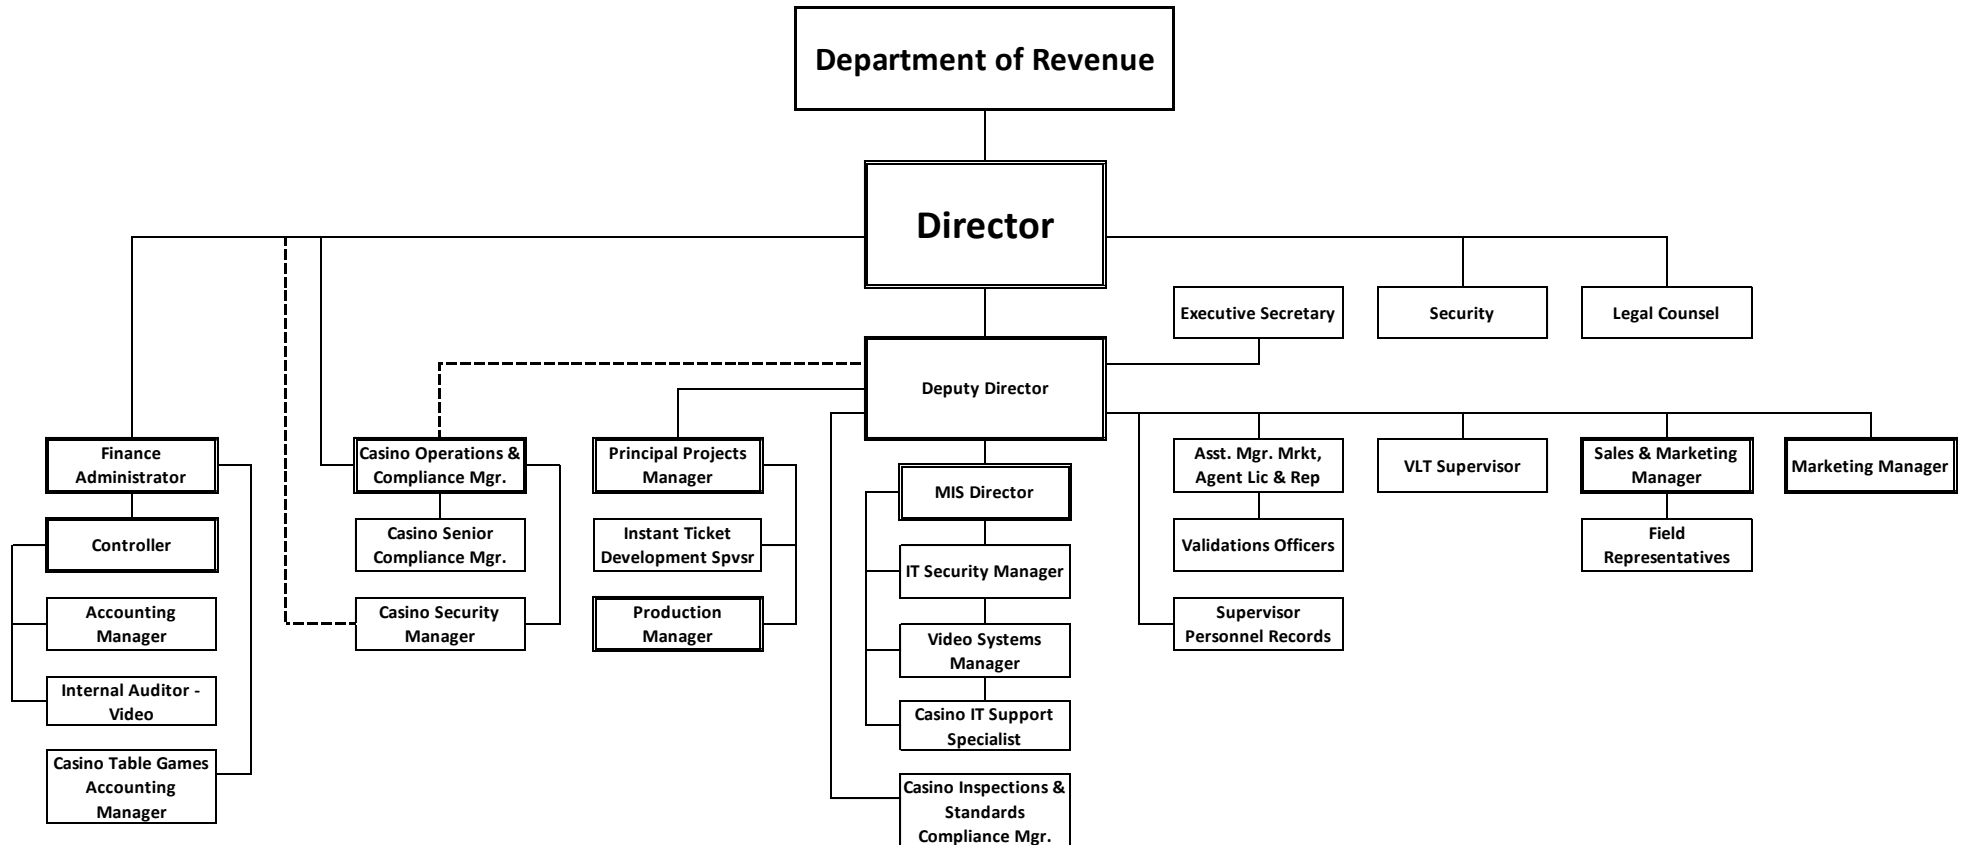 Department of Revenue
Director
Executive Secretary
Security
Legal Counsel
Deputy Director
Finance
Administrator
Casino Operations &
Compliance Mgr.
Principal Projects
Manager
MIS Director
Asst. Mgr. Mrkt,
Agent Lic & Rep
VLT Supervisor
Sales & Marketing
Manager
Marketing Manager
Controller
Casino Senior
Compliance Mgr.
Instant Ticket
Development Spvsr
IT Security Manager
Validations Officers
Field
Representatives
Accounting
Manager
Casino Security
Manager
Production
Manager
Video Systems
Manager
Supervisor
Personnel Records
Internal Auditor -
Video
Casino IT Support
Specialist
Casino Table Games
Accounting
Manager
Casino Inspections &
Standards
Compliance Mgr.